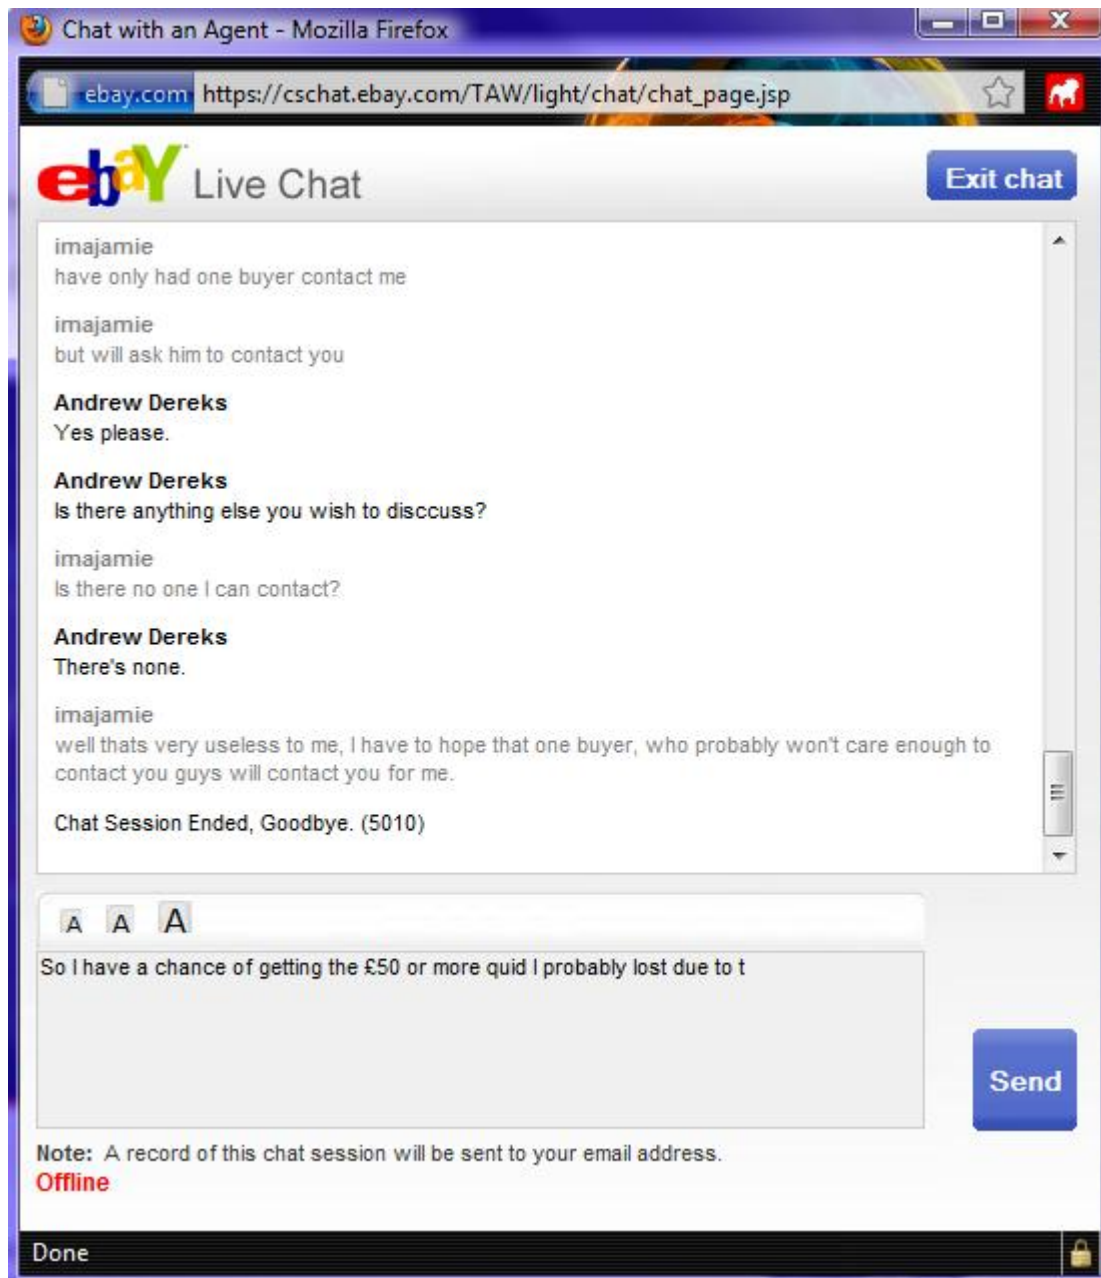 Chat with an Agent - Mozilla Firefox
ebay.com https://cschat.ebay.com/TAW/light/chat/chat_page.jsp
ebaY Live Chat
Exit chat
imajamie
have only had one buyer contact me
imajamie
but will ask him to contact you
Andrew Dereks
Yes please.
Andrew Dereks
Is there anything else you wish to disccuss?
imajamie
Is there no one I can contact?
Andrew Dereks
There's none.
imajamie
well thats very useless to me, I have to hope that one buyer, who probably won't care enough to
contact you guys will contact you for me.
Chat Session Ended, Goodbye. (5010)
A A A
So I have a chance of getting the £50 or more quid I probably lost due to t
Send
Note: A record of this chat session will be sent to your email address.
Offline
Done